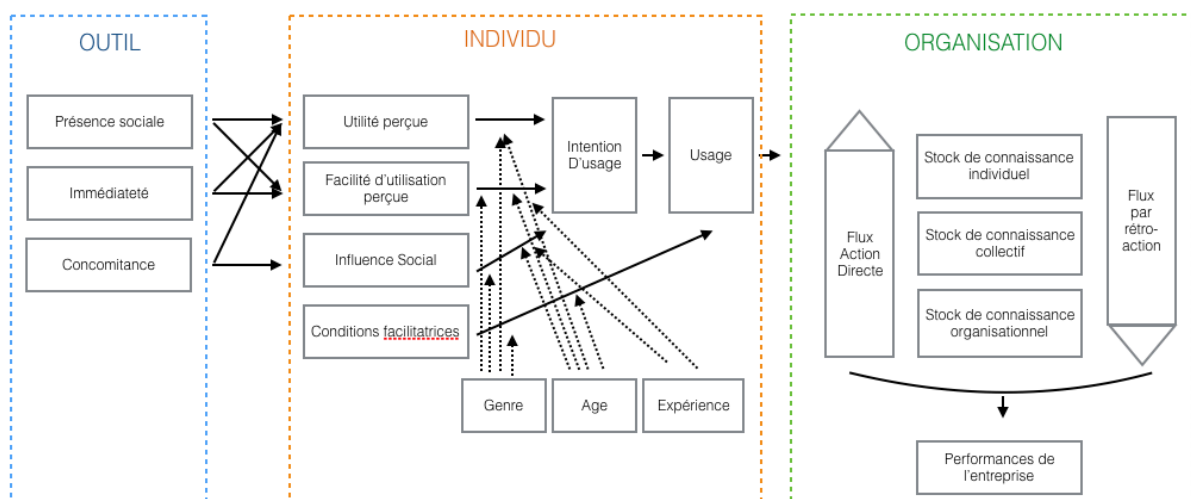 OUTIL
Présence sociale
Immédiateté
Concomitance
INDIVIDU
Utilité perçue
Facilité d'utilisation
perçue
Influence Social
Conditions facilitatrices
Intention
D'usage
Usage
Genre
Age
Expérience
ORGANISATION
Flux
Action
Directe
Stock de connaissance
individuel
Stock de connaissance
collectif
Stock de connaissance
organisationnel
Flux
par
rétro-
action
Performances de
l'entreprise